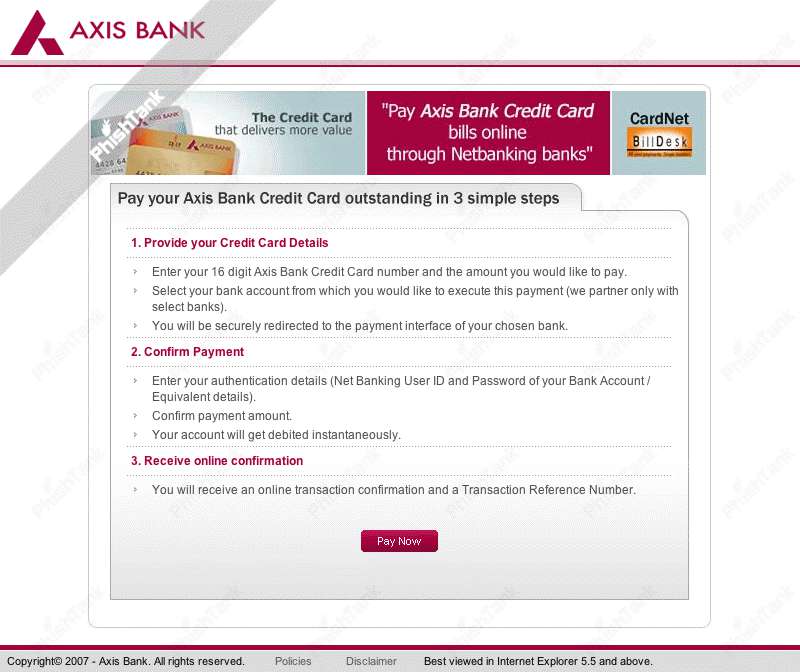 AXIS BANK
PhishTank
AXIS BANK
AXIS BANK
4428 64
4428
The Credit Card
that delivers more value
"Pay Axis Bank Credit Card
bills online
through Netbanking banks"
CardNet
BillDesk
Pay your Axis Bank Credit Card outstanding in 3 simple steps
1. Provide your Credit Card Details
Enter your 16 digit Axis Bank Credit Card number and the amount you would like to pay.
Select your bank account from which you would like to execute this payment (we partner only with
select banks).
You will be securely redirected to the payment interface of your chosen bank.
2. Confirm Payment
Enter your authentication details (Net Banking User ID and Password of your Bank Account /
Equivalent details).
Confirm payment amount.
Your account will get debited instantaneously.
3. Receive online confirmation
You will receive an online transaction confirmation and a Transaction Reference Number.
Pay Now
Copyright© 2007 - Axis Bank. All rights reserved. Policies Disclaimer Best viewed in Internet Explorer 5.5 and above.